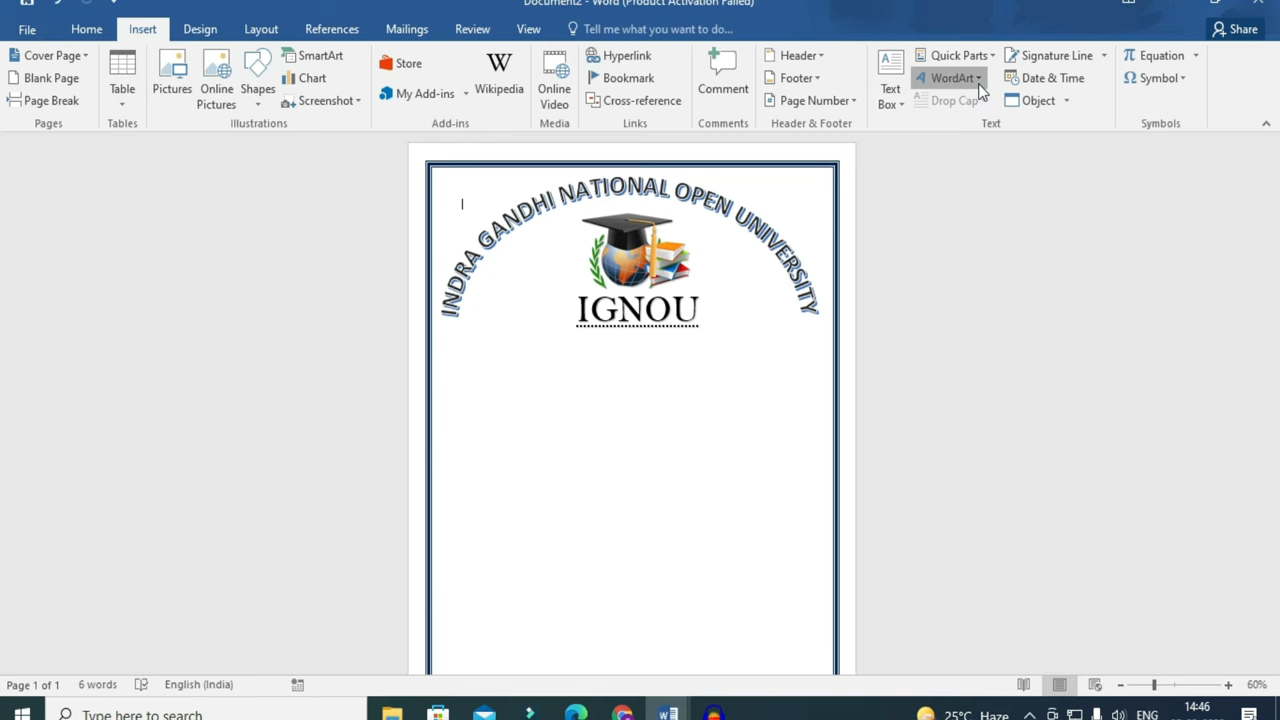 Document2 - Word (Product Activation Failed)
File Home Insert Design Layout References Mailings Review View Tell me what you want to do... Share
Cover Page
Blank Page
Page Break
Pages
Table
Tables
Pictures
Online Pictures
Shapes
SmartArt
Chart
Screenshot
Illustrations
Store
My Add-ins
W
Wikipedia
Add-ins
Online Video
Media
Hyperlink
Bookmark
Cross-reference
Links
Comment
Comments
Header
Footer
Page Number
Header & Footer
Text Box
Quick Parts
WordArt
Drop Cap
Signature Line
Date & Time
Object
Text
Equation
Symbol
Symbols
INDRA GANDHI NATIONAL OPEN UNIVERSITY
IGNOU
Page 1 of 1 6 words English (India) 60%
Type here to search 25°C Haze ENG 14:46